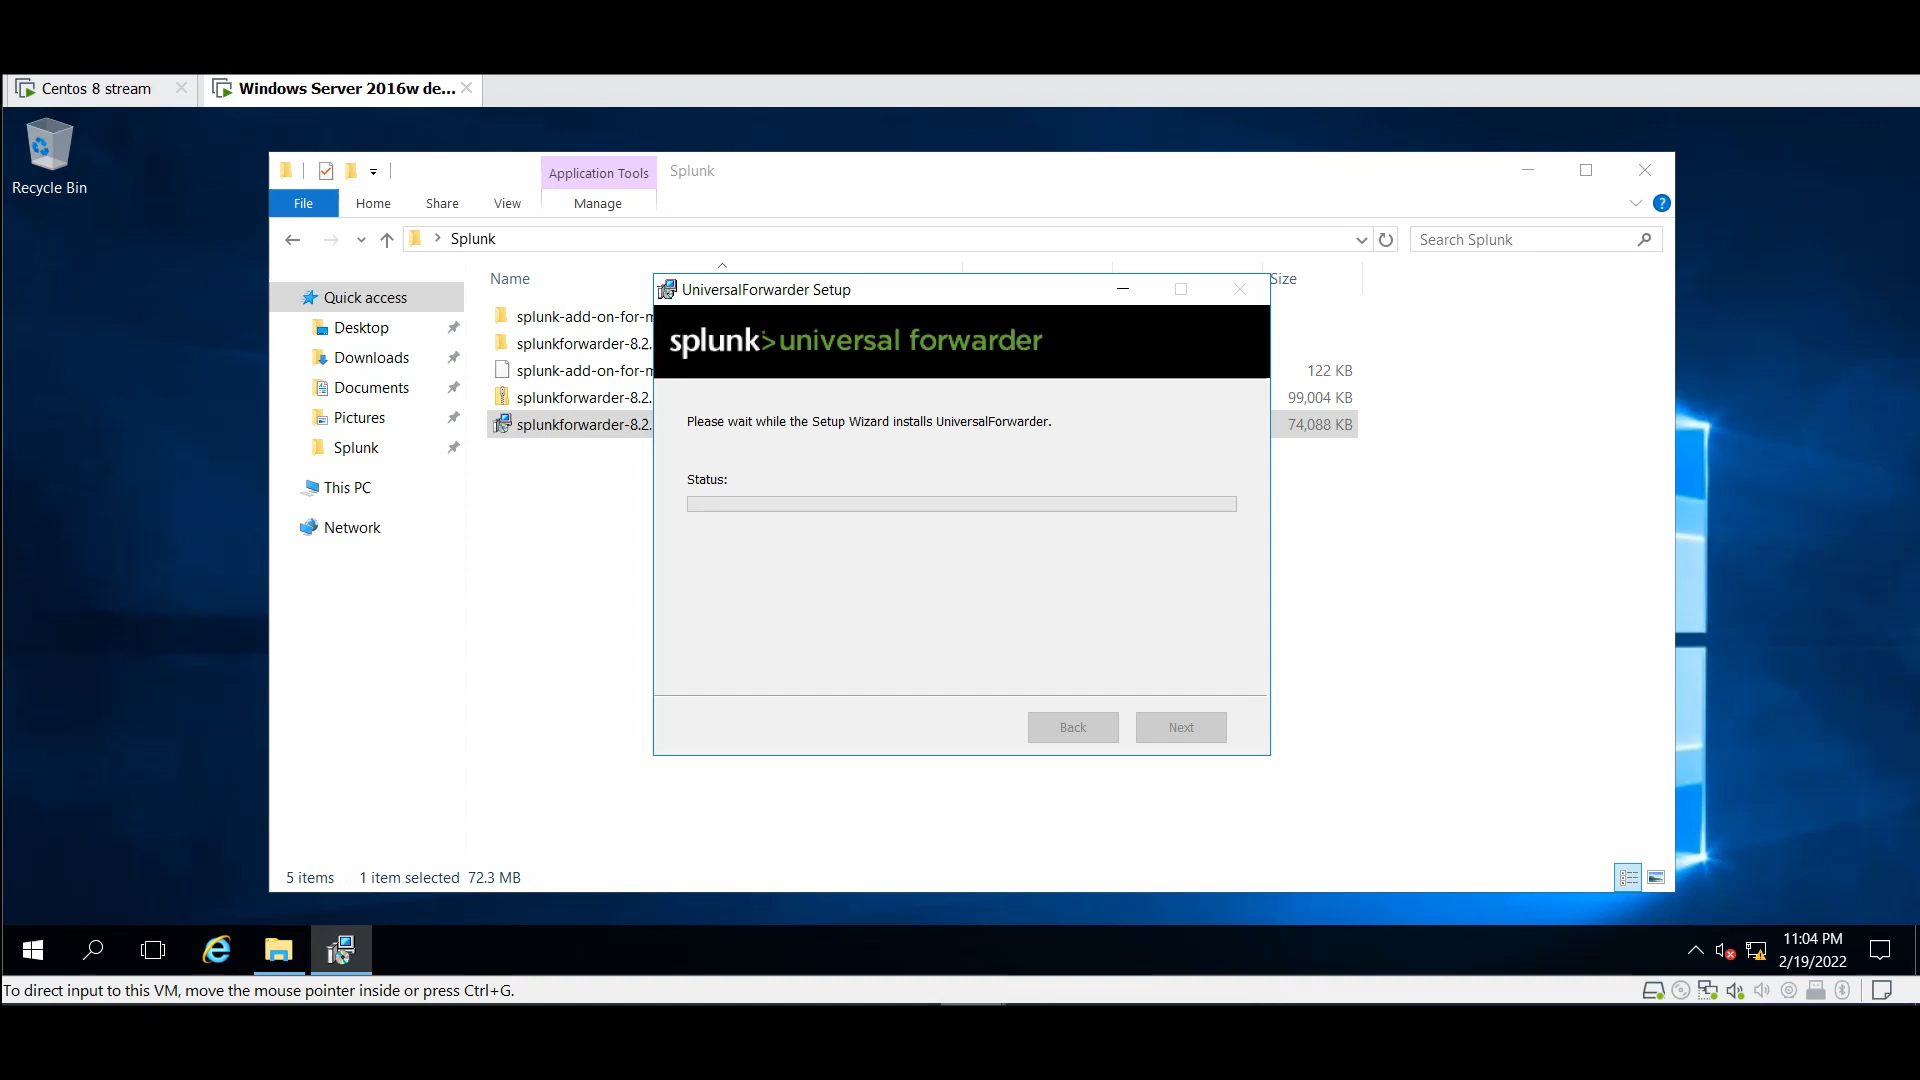 Centos 8 stream
Windows Server 2016w de...
Recycle Bin
Application Tools
Splunk
File
Home
Share
View
Manage
Splunk
Search Splunk
Name
Size
Quick access
Desktop
Downloads
Documents
Pictures
Splunk
This PC
Network
splunk-add-on-for-m
splunkforwarder-8.2.
splunk-add-on-for-m
122 KB
splunkforwarder-8.2.
99,004 KB
splunkforwarder-8.2.
74,088 KB
UniversalForwarder Setup
splunk>universal forwarder
Please wait while the Setup Wizard installs UniversalForwarder.
Status:
Back
Next
5 items
1 item selected 72.3 MB
11:04 PM
2/19/2022
To direct input to this VM, move the mouse pointer inside or press Ctrl+G.